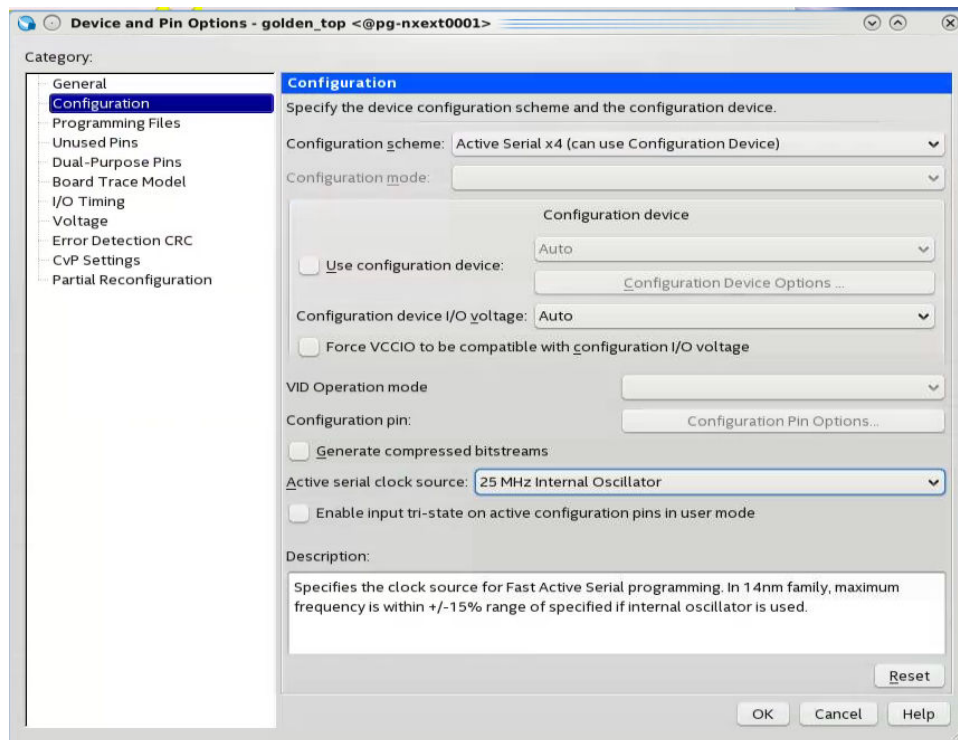 Device and Pin Options - golden_top <@pg-nxext0001>
Category:
General
Configuration
Programming Files
Unused Pins
Dual-Purpose Pins
Board Trace Model
I/O Timing
Voltage
Error Detection CRC
CvP Settings
Partial Reconfiguration
Configuration
Specify the device configuration scheme and the configuration device.
Configuration scheme: Active Serial x4 (can use Configuration Device)
Configuration mode:
Configuration device
Auto
Use configuration device:
Configuration Device Options ...
Configuration device I/O voltage: Auto
Force VCCIO to be compatible with configuration I/O voltage
VID Operation mode
Configuration pin: Configuration Pin Options...
Generate compressed bitstreams
Active serial clock source: 25 MHz Internal Oscillator
Enable input tri-state on active configuration pins in user mode
Description:
Specifies the clock source for Fast Active Serial programming. In 14nm family, maximum
frequency is within +/-15% range of specified if internal oscillator is used.
Reset
OK Cancel Help